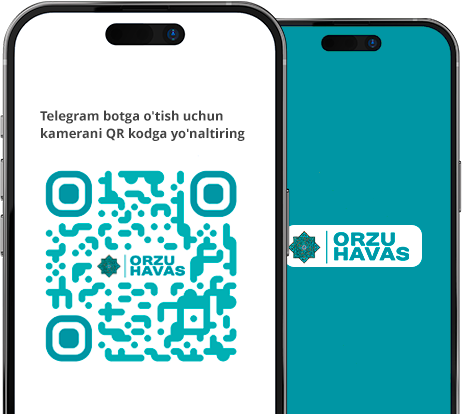 Telegram botga o'tish uchun
kamerani QR kodga yo'naltiring
ORZU
HAVAS
ORZU
HAVAS